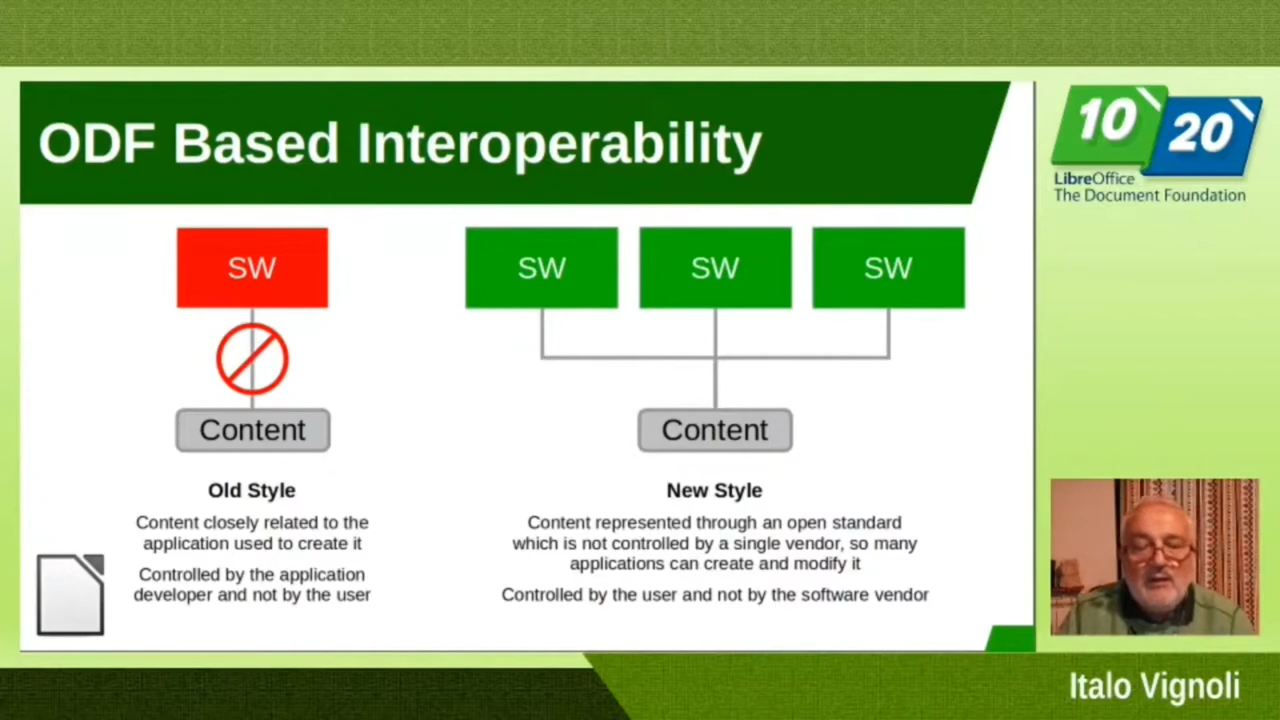 ODF Based Interoperability
10 20
LibreOffice
The Document Foundation
SW
SW SW SW
Content
Content
Old Style
Content closely related to the
application used to create it
Controlled by the application
developer and not by the user
New Style
Content represented through an open standard
which is not controlled by a single vendor, so many
applications can create and modify it
Controlled by the user and not by the software vendor
Italo Vignoli